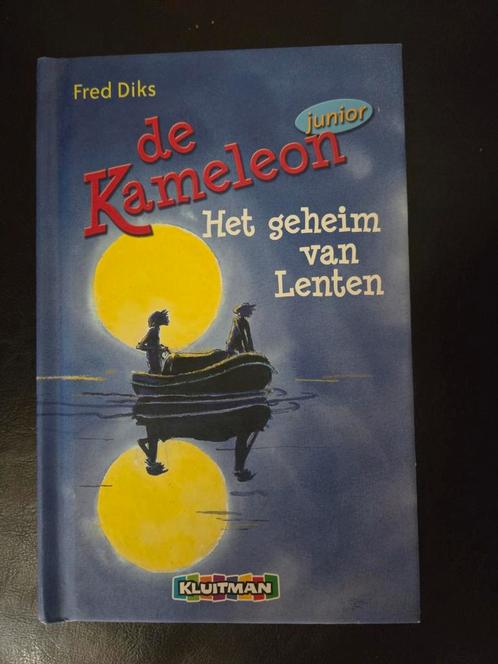 Fred Diks
de
junior
Kameleon
Het geheim
van
Lenten
KLUITMAN